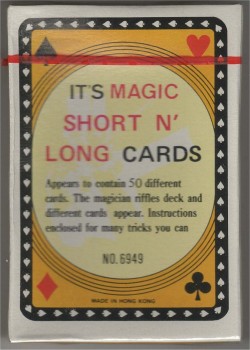 IT'S MAGIC
SHORT N'
LONG CARDS
Appears to contain 50 different
cards. The magician riffles deck and
different cards appear. Instructions
enclosed for many tricks you can
NO. 6949
MADE IN HONG KONG